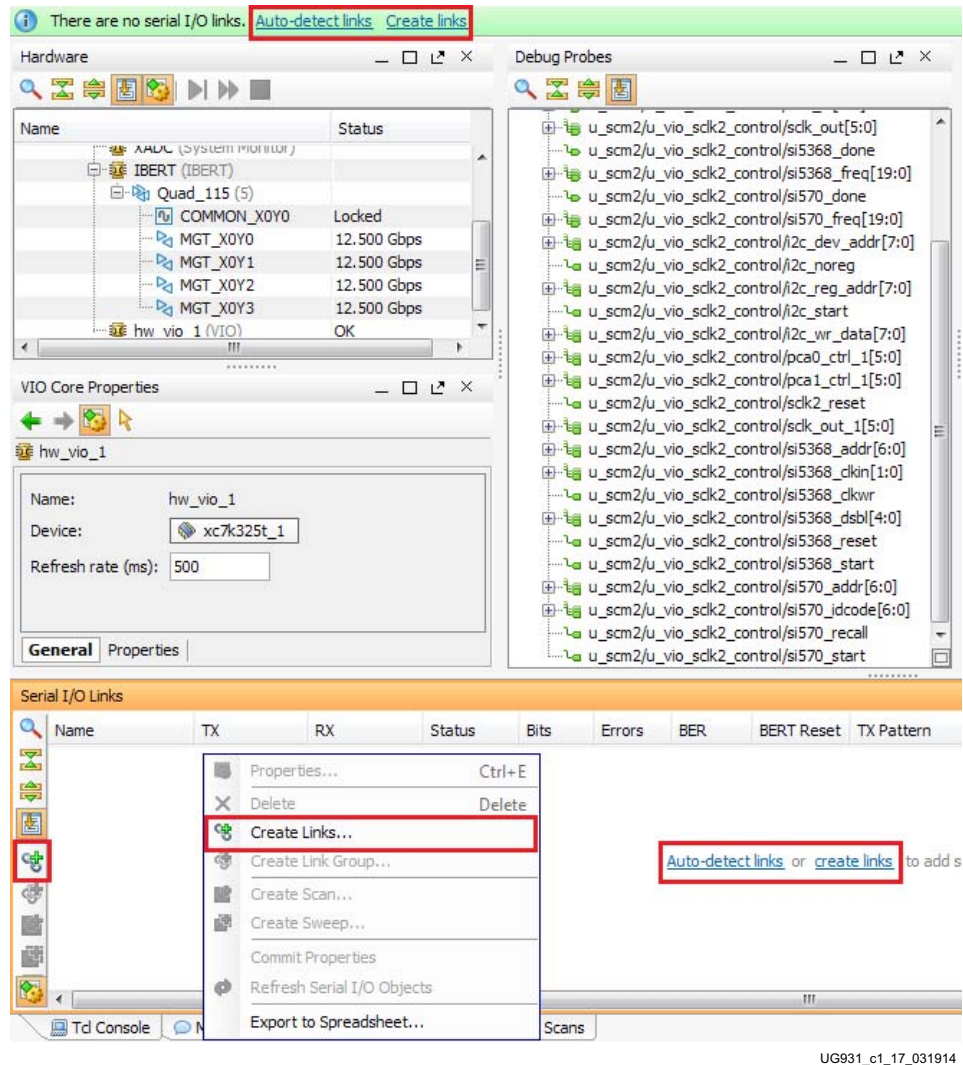 There are no serial I/O links. Auto-detect links Create links
Hardware
Name Status
XADC (System Monitor)
IBERT (IBERT)
Quad_115 (5)
COMMON_X0Y0 Locked
MGT_X0Y0 12.500 Gbps
MGT_X0Y1 12.500 Gbps
MGT_X0Y2 12.500 Gbps
MGT_X0Y3 12.500 Gbps
hw_vio_1 (VIO) OK
VIO Core Properties
hw_vio_1
Name: hw_vio_1
Device: xc7k325t_1
Refresh rate (ms): 500
General Properties
Debug Probes
u_scm2/u_vio_sclk2_control/sclk_out[5:0]
u_scm2/u_vio_sclk2_control/si5368_done
u_scm2/u_vio_sclk2_control/si5368_freq[19:0]
u_scm2/u_vio_sclk2_control/si570_done
u_scm2/u_vio_sclk2_control/si570_freq[19:0]
u_scm2/u_vio_sclk2_control/i2c_dev_addr[7:0]
u_scm2/u_vio_sclk2_control/i2c_noreg
u_scm2/u_vio_sclk2_control/i2c_reg_addr[7:0]
u_scm2/u_vio_sclk2_control/i2c_start
u_scm2/u_vio_sclk2_control/i2c_wr_data[7:0]
u_scm2/u_vio_sclk2_control/pca0_ctrl_1[5:0]
u_scm2/u_vio_sclk2_control/pca1_ctrl_1[5:0]
u_scm2/u_vio_sclk2_control/sclk2_reset
u_scm2/u_vio_sclk2_control/sclk_out_1[5:0]
u_scm2/u_vio_sclk2_control/si5368_addr[6:0]
u_scm2/u_vio_sclk2_control/si5368_clkin[1:0]
u_scm2/u_vio_sclk2_control/si5368_clkwr
u_scm2/u_vio_sclk2_control/si5368_dsbl[4:0]
u_scm2/u_vio_sclk2_control/si5368_reset
u_scm2/u_vio_sclk2_control/si5368_start
u_scm2/u_vio_sclk2_control/si570_addr[6:0]
u_scm2/u_vio_sclk2_control/si570_idcode[6:0]
u_scm2/u_vio_sclk2_control/si570_recall
u_scm2/u_vio_sclk2_control/si570_start
Serial I/O Links
Name TX RX Status Bits Errors BER BERT Reset TX Pattern
Properties... Ctrl+E
Delete Delete
Create Links...
Create Link Group...
Create Scan...
Create Sweep...
Commit Properties
Refresh Serial I/O Objects
Export to Spreadsheet...
Auto-detect links or create links to add s
Tcl Console M Scans
UG931_c1_17_031914